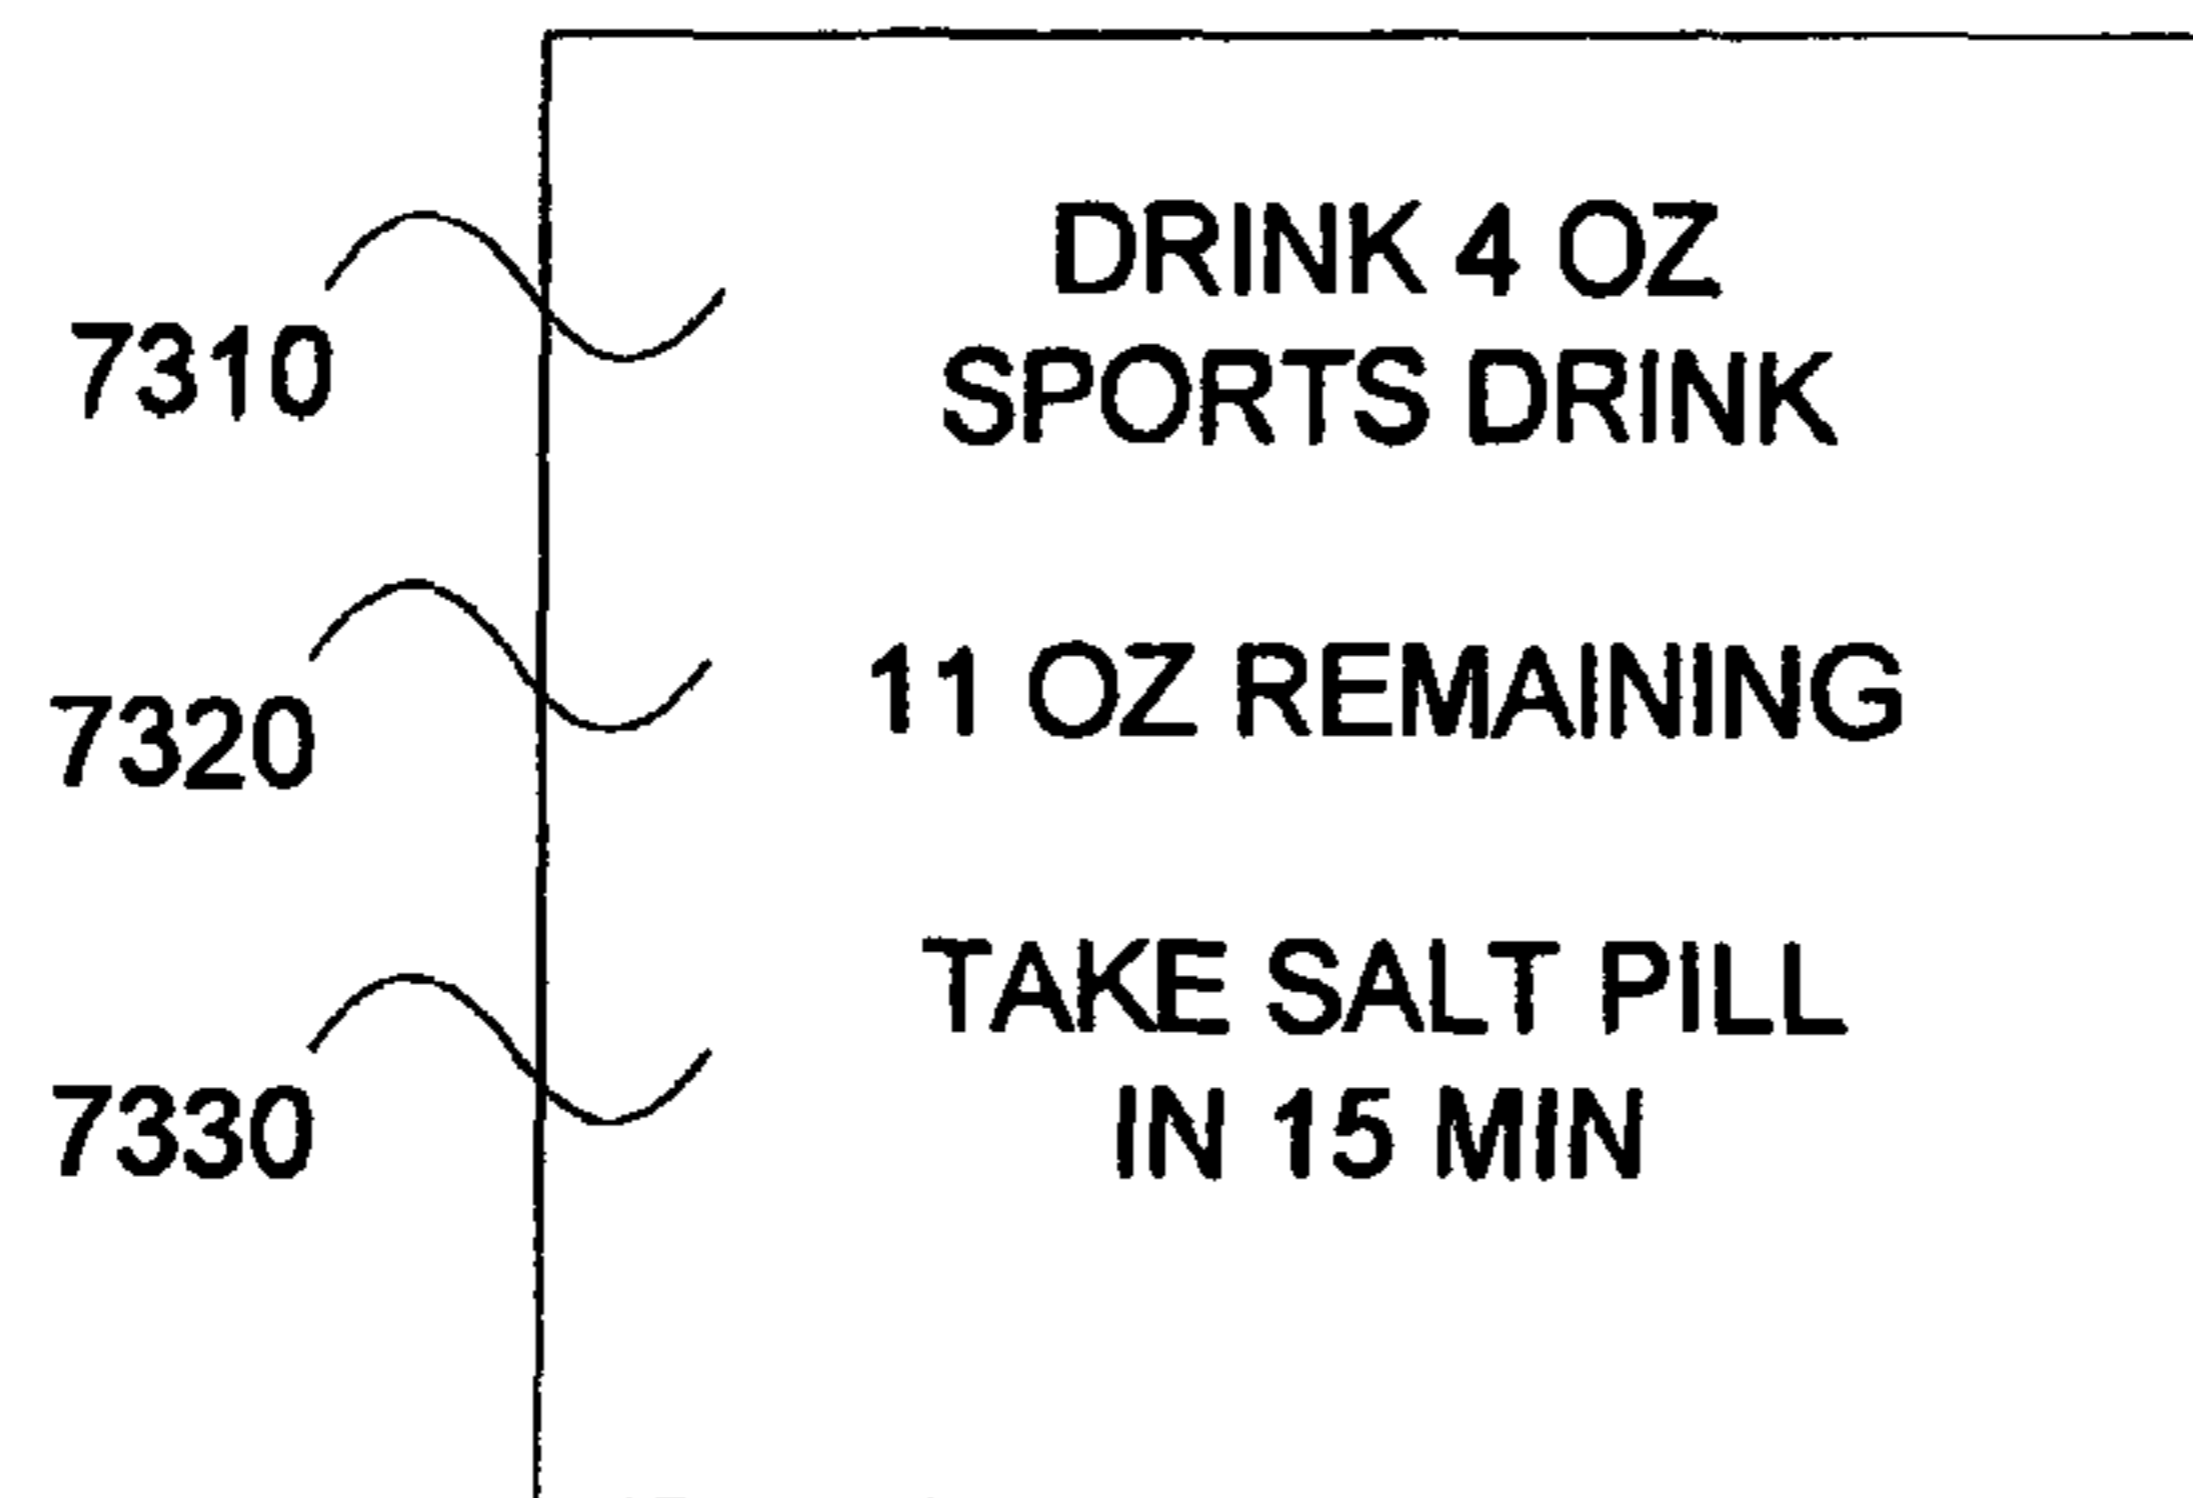 DRINK 4 OZ
7310
SPORTS DRINK
11 OZ REMAINING
7320
TAKE SALT PILL
7330
IN 15 MIN